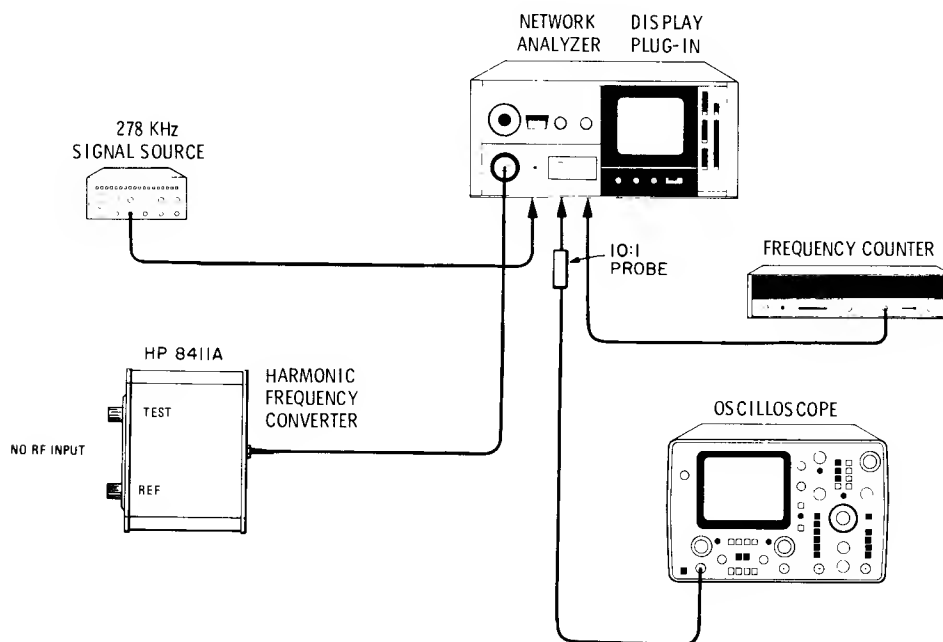 NETWORK
ANALYZER
DISPLAY
PLUG-IN
278 KHz
SIGNAL SOURCE
10:1
PROBE
FREQUENCY COUNTER
HP 8411A
HARMONIC
FREQUENCY
CONVERTER
TEST
NO RF INPUT
REF
OSCILLOSCOPE